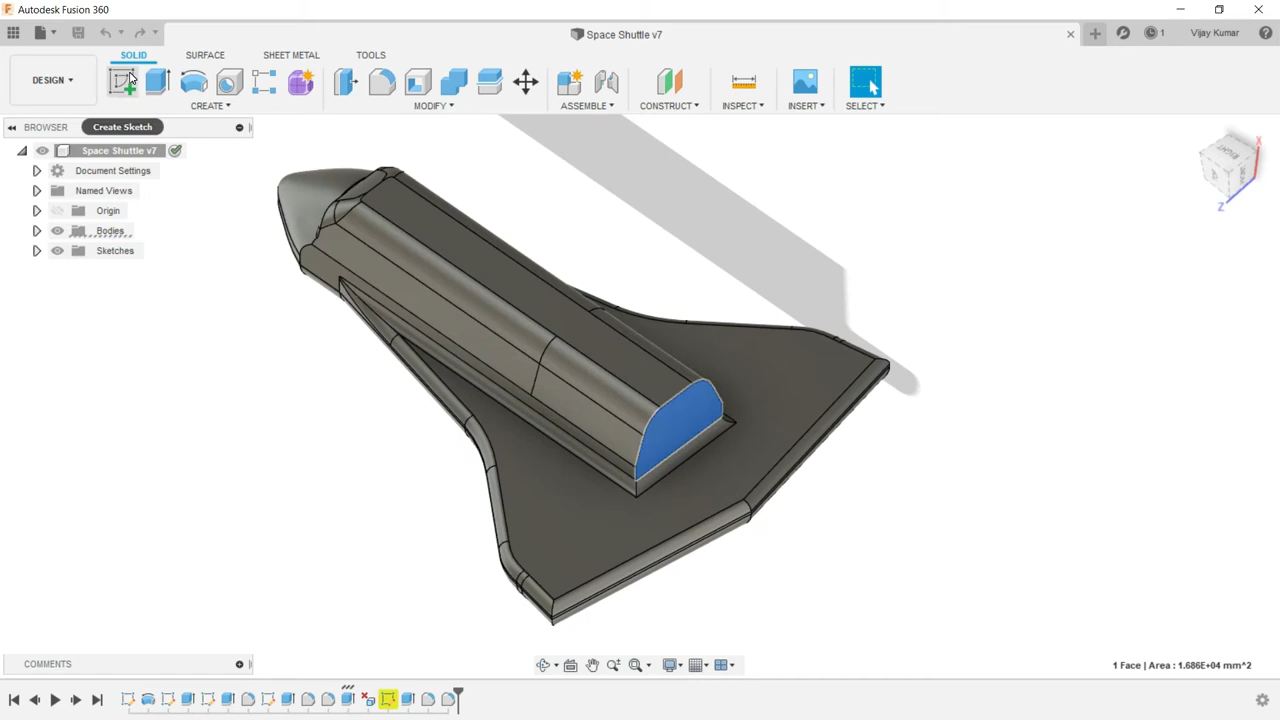 Autodesk Fusion 360
Space Shuttle v7
1
Vijay Kumar
DESIGN
SOLID
SURFACE
SHEET METAL
TOOLS
CREATE
MODIFY
ASSEMBLE
CONSTRUCT
INSPECT
INSERT
SELECT
BROWSER
Create Sketch
Space Shuttle v7
Document Settings
Named Views
Origin
Bodies
Sketches
RIGHT
X
Z
COMMENTS
1 Face | Area : 1.686E+04 mm^2